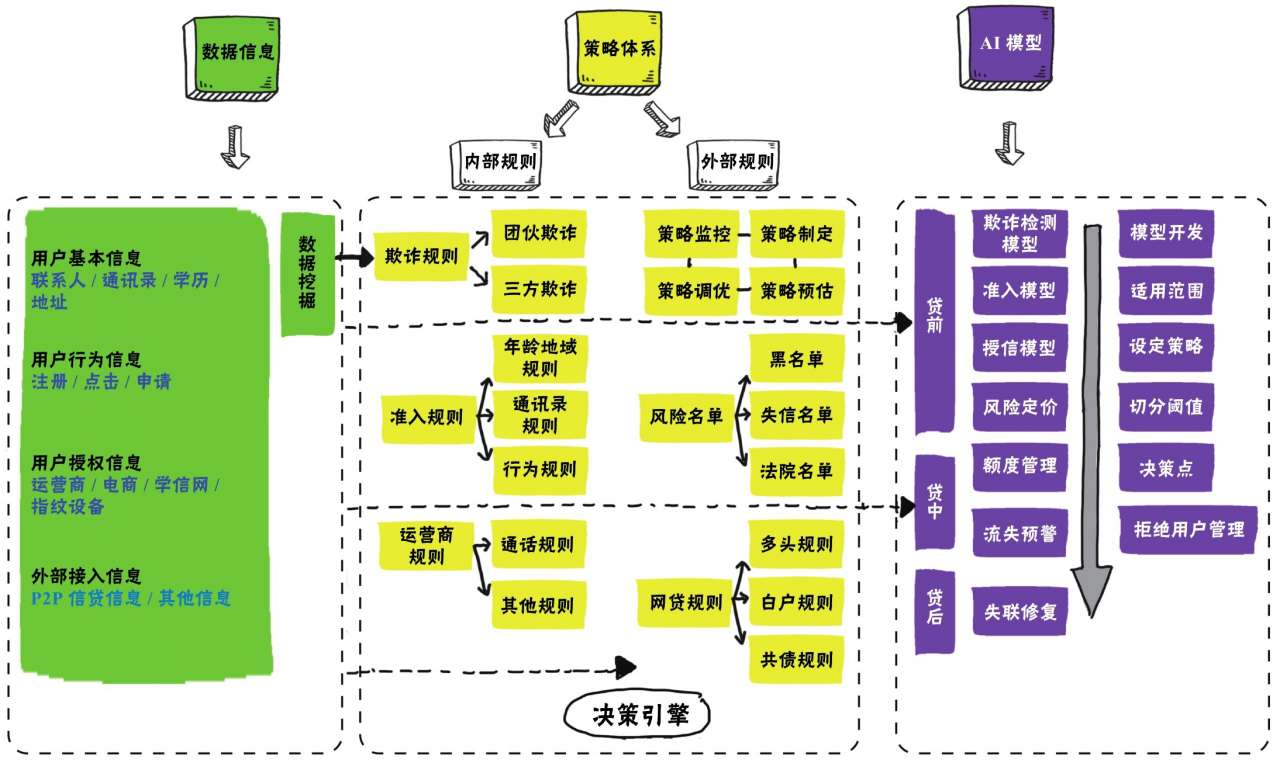 数据信息
策略体系
AI 模型
内部规则
外部规则
用户基本信息
联系人 / 通讯录 / 学历 /
地址
用户行为信息
注册 / 点击 / 申请
用户授权信息
运营商 / 电商 / 学信网 /
指纹设备
外部接入信息
P2P 信贷信息 / 其他信息
数据挖掘
欺诈规则
团伙欺诈
三方欺诈
准入规则
年龄地域
规则
通讯录
规则
行为规则
运营商
规则
通话规则
其他规则
策略监控
策略制定
策略调优
策略预估
风险名单
黑名单
失信名单
法院名单
网贷规则
多头规则
白户规则
共债规则
决策引擎
贷前
贷中
贷后
欺诈检测
模型
准入模型
授信模型
风险定价
额度管理
流失预警
失联修复
模型开发
适用范围
设定策略
切分阈值
决策点
拒绝用户管理